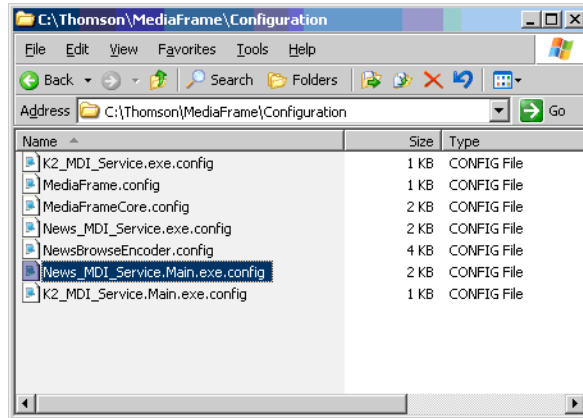 C:\Thomson\MediaFrame\Configuration
File Edit View Favorites Tools Help
Back Search Folders
Address C:\Thomson\MediaFrame\Configuration Go
Name Size Type
K2_MDI_Service.exe.config 1 KB CONFIG File
MediaFrame.config 1 KB CONFIG File
MediaFrameCore.config 2 KB CONFIG File
News_MDI_Service.exe.config 2 KB CONFIG File
NewsBrowseEncoder.config 4 KB CONFIG File
News_MDI_Service.Main.exe.config 2 KB CONFIG File
K2_MDI_Service.Main.exe.config 1 KB CONFIG File